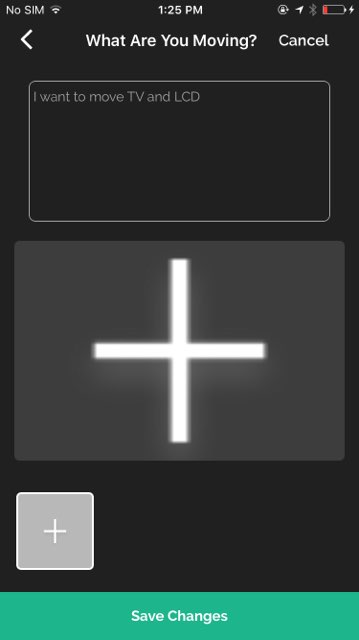 No SIM 1:25 PM
What Are You Moving? Cancel
I want to move TV and LCD
Save Changes